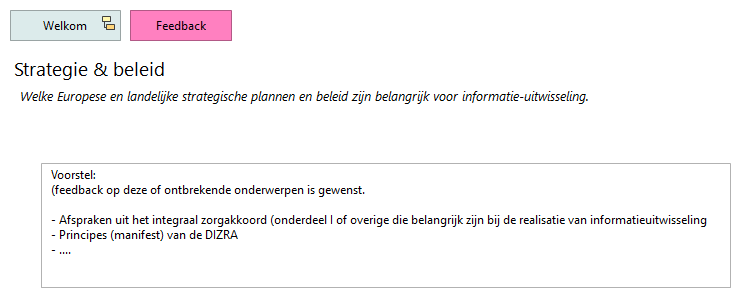 Welkom
Feedback
Strategie & beleid
Welke Europese en landelijke strategische plannen en beleid zijn belangrijk voor informatie-uitwisseling.
Voorstel:
(feedback op deze of ontbrekende onderwerpen is gewenst.
- Afspraken uit het integraal zorgakkoord (onderdeel I of overige die belangrijk zijn bij de realisatie van informatieuitwisseling
- Principes (manifest) van de DIZRA
- ....